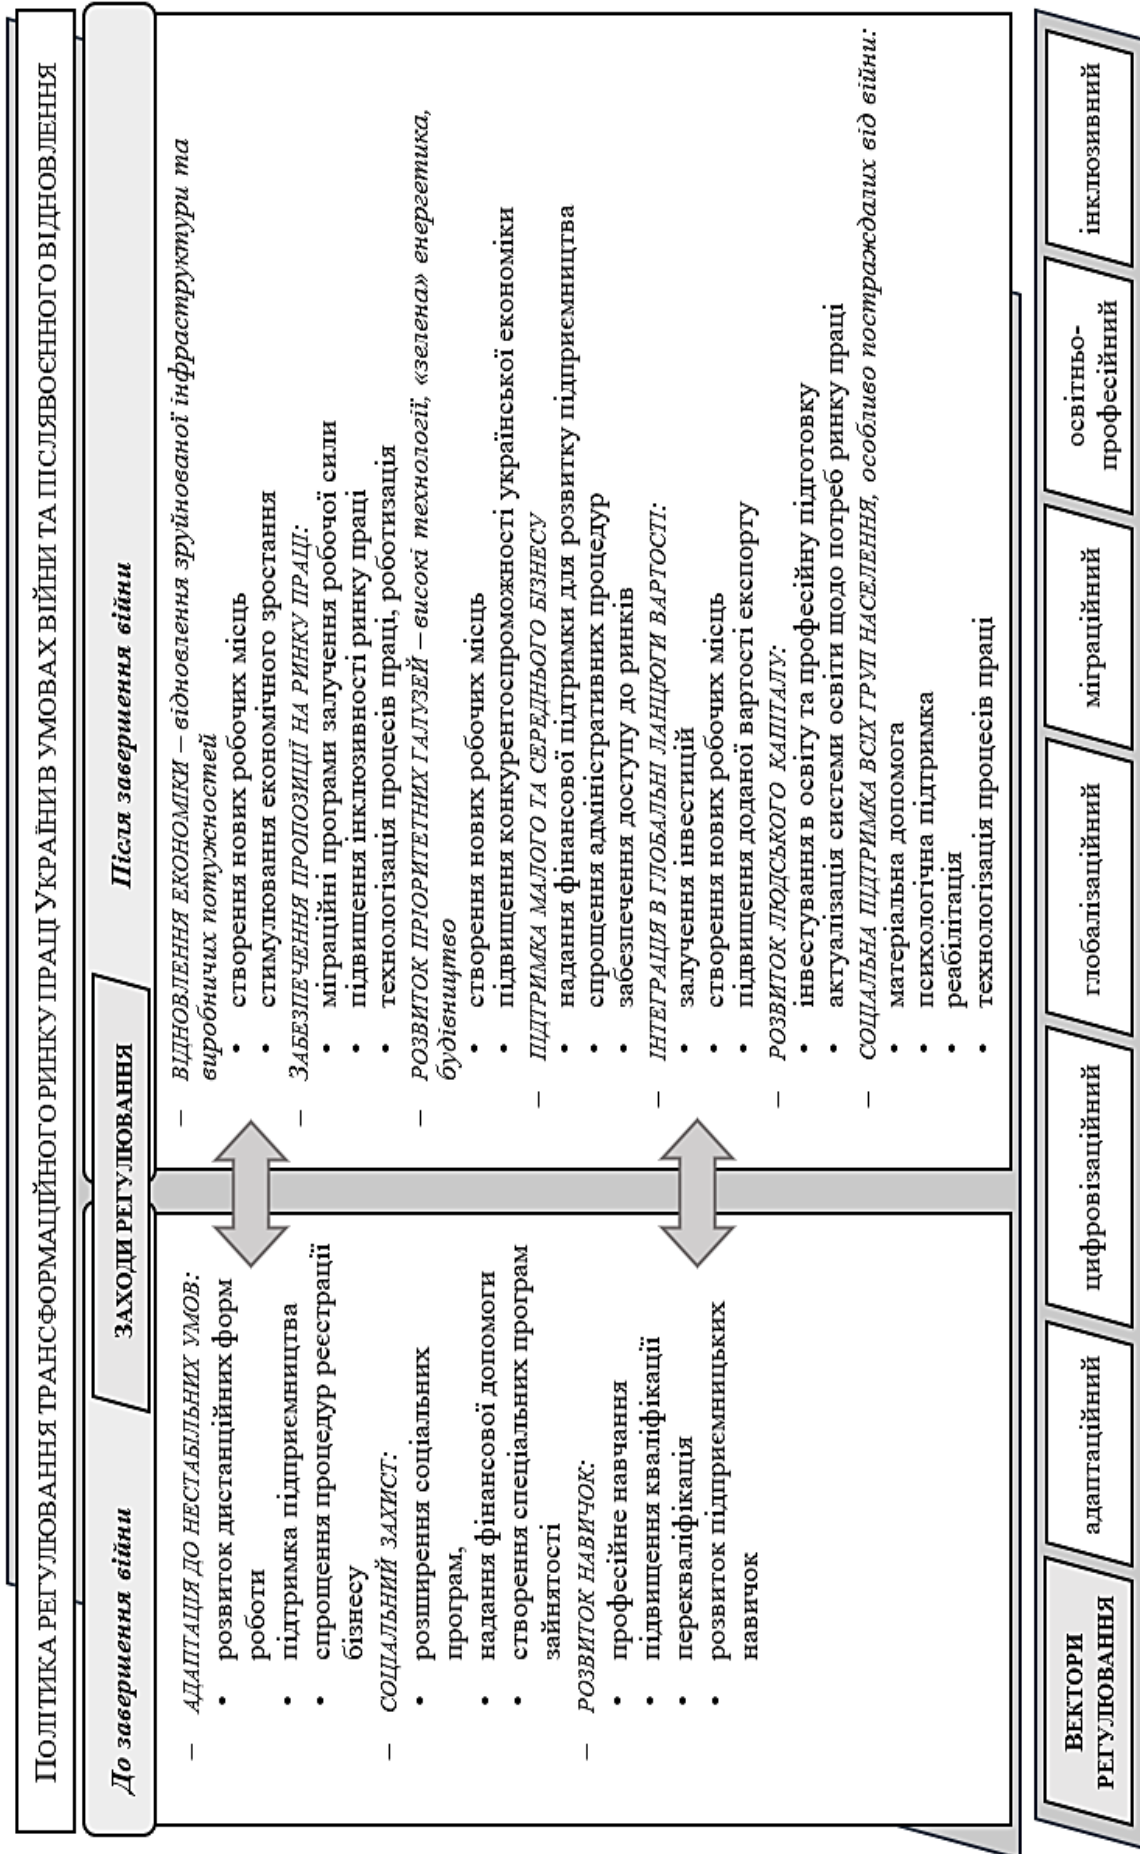 ПОЛІТИКА РЕГУЛЮВАННЯ ТРАНСФОРМАЦІЙНОГО РИНКУ ПРАЦІ УКРАЇНИ В УМОВАХ ВІЙНИ ТА ПІСЛЯВОЄННОГО ВІДНОВЛЕННЯ
До завершення війни
ЗАХОДИ РЕГУЛЮВАННЯ
Після завершення війни
– АДАПТАЦІЯ ДО НЕСТАБІЛЬНИХ УМОВ:
• розвиток дистанційних форм
роботи
• підтримка підприємництва
• спрощення процедур реєстрації
бізнесу
– СОЦІАЛЬНИЙ ЗАХИСТ:
• розширення соціальних
програм,
• надання фінансової допомоги
• створення спеціальних програм
зайнятості
– РОЗВИТОК НАВИЧОК:
• професійне навчання
• підвищення кваліфікації
• перекваліфікація
• розвиток підприємницьких
навичок
– ВІДНОВЛЕННЯ ЕКОНОМІКИ – відновлення зруйнованої інфраструктури та
виробничих потужностей
• створення нових робочих місць
• стимулювання економічного зростання
– ЗАБЕЗПЕЧЕННЯ ПРОПОЗИЦІЇ НА РИНКУ ПРАЦІ:
• міграційні програми залучення робочої сили
• підвищення інклюзивності ринку праці
• технологізація процесів праці, роботизація
– РОЗВИТОК ПРІОРИТЕТНИХ ГАЛУЗЕЙ – високі технології, «зелена» енергетика,
будівництво
• створення нових робочих місць
• підвищення конкурентоспроможності української економіки
– ПІДТРИМКА МАЛОГО ТА СЕРЕДНЬОГО БІЗНЕСУ
• надання фінансової підтримки для розвитку підприємництва
• спрощення адміністративних процедур
• забезпечення доступу до ринків
– ІНТЕГРАЦІЯ В ГЛОБАЛЬНІ ЛАНЦЮГИ ВАРТОСТІ:
• залучення інвестицій
• створення нових робочих місць
• підвищення доданої вартості експорту
– РОЗВИТОК ЛЮДСЬКОГО КАПІТАЛУ:
• інвестування в освіту та професійну підготовку
• актуалізація системи освіти щодо потреб ринку праці
– СОЦІАЛЬНА ПІДТРИМКА ВСІХ ГРУП НАСЕЛЕННЯ, особливо постраждалих від війни:
• матеріальна допомога
• психологічна підтримка
• реабілітація
• технологізація процесів праці
ВЕКТОРИ
РЕГУЛЮВАННЯ
адаптаційний
цифровізаційний
глобалізаційний
міграційний
освітньо-
професійний
інклюзивний